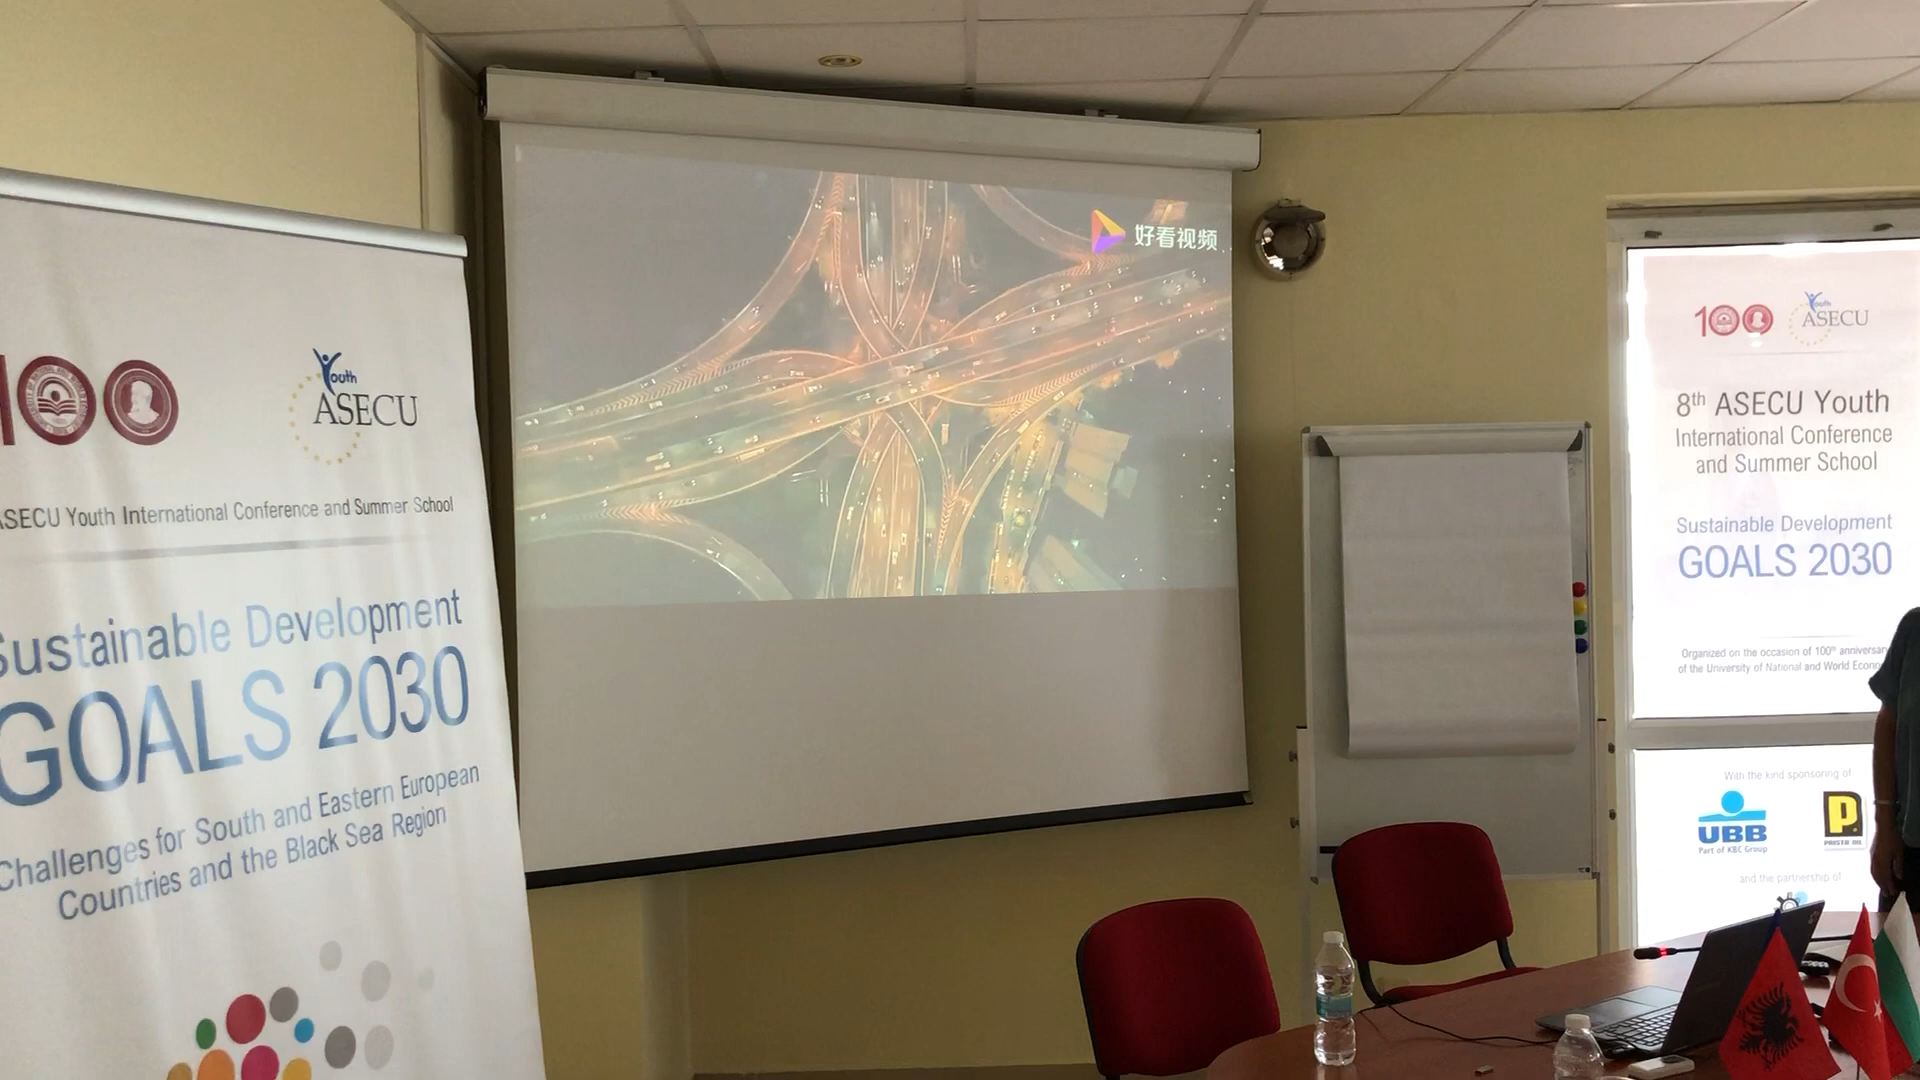 100
Youth
ASECU
ASECU Youth International Conference and Summer School
Sustainable Development
GOALS 2030
Challenges for South and Eastern European
Countries and the Black Sea Region
好看视频
100
Youth
ASECU
8th ASECU Youth
International Conference
and Summer School
Sustainable Development
GOALS 2030
Organized on the occasion of 100th anniversary
of the University of National and World
With the kind sponsoring of
UBB
Part of KBC Group
P
PRISTA OIL
and the partnership of